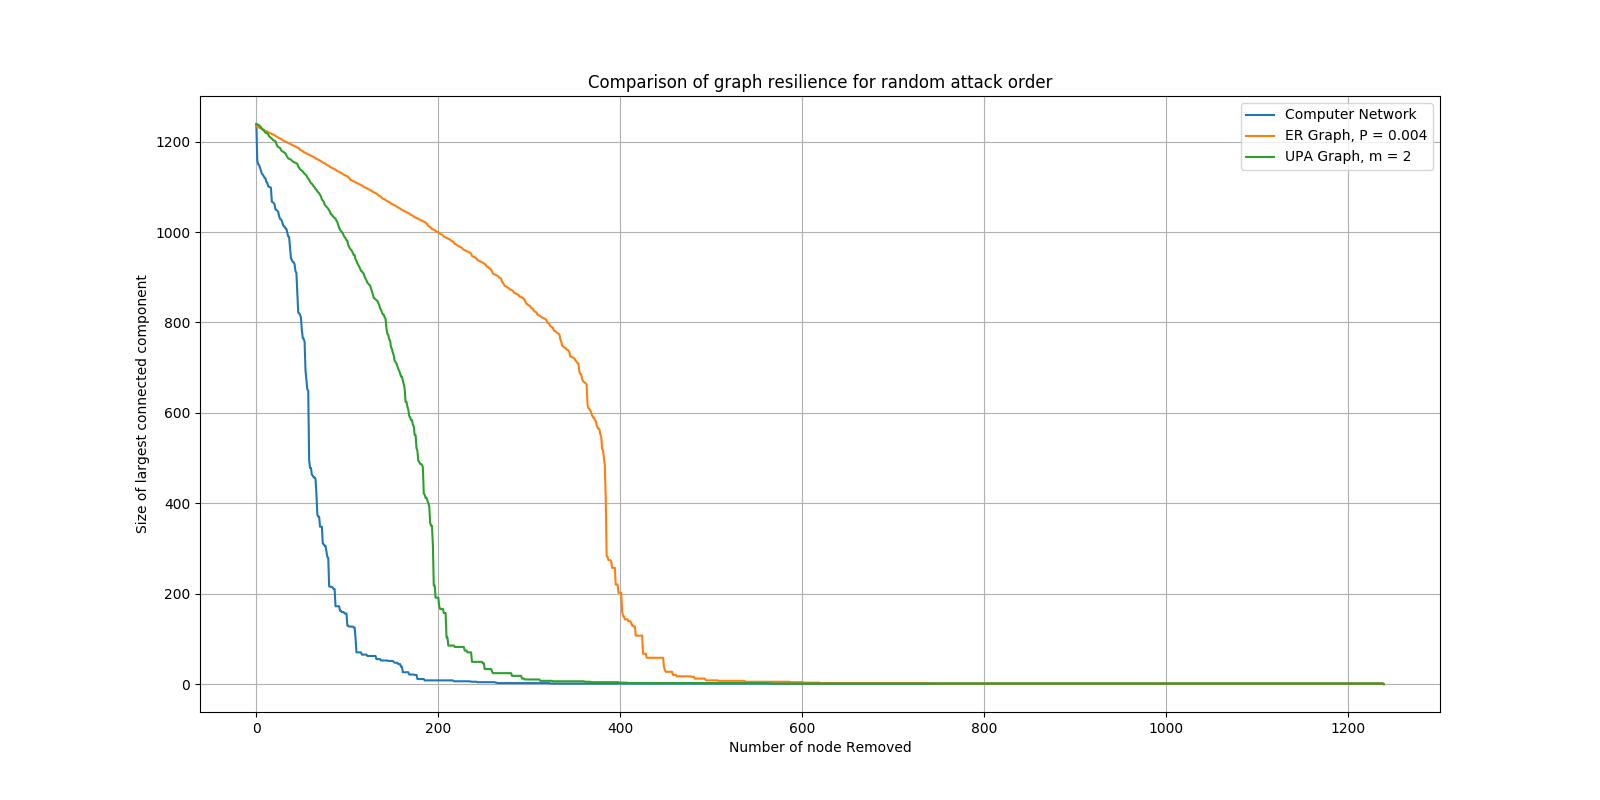 Comparison of graph resilience for random attack order
Computer Network
ER Graph, P = 0.004
UPA Graph, m = 2
Size of largest connected component
1200
1000
800
600
400
200
0
0 200 400 600 800 1000 1200
Number of node Removed